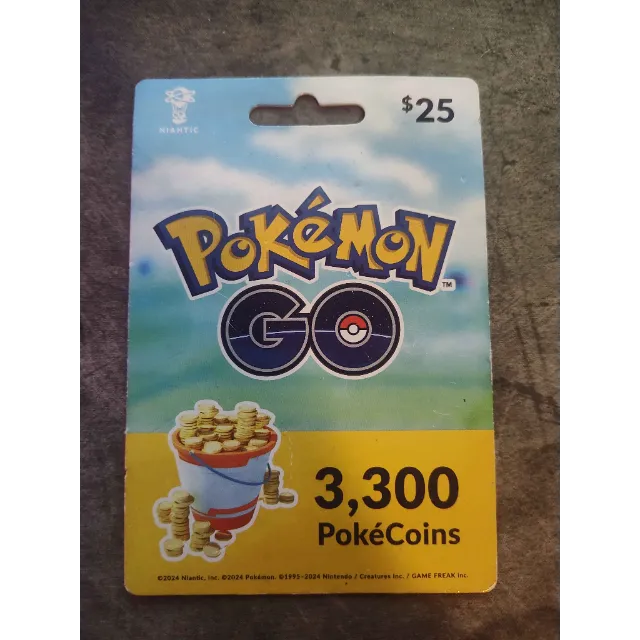 NIANTIC
$25
POKéMON
TM
GO
3,300
PokéCoins
©2024 Niantic, Inc. ©2024 Pokémon. ©1995–2024 Nintendo / Creatures Inc. / GAME FREAK Inc.